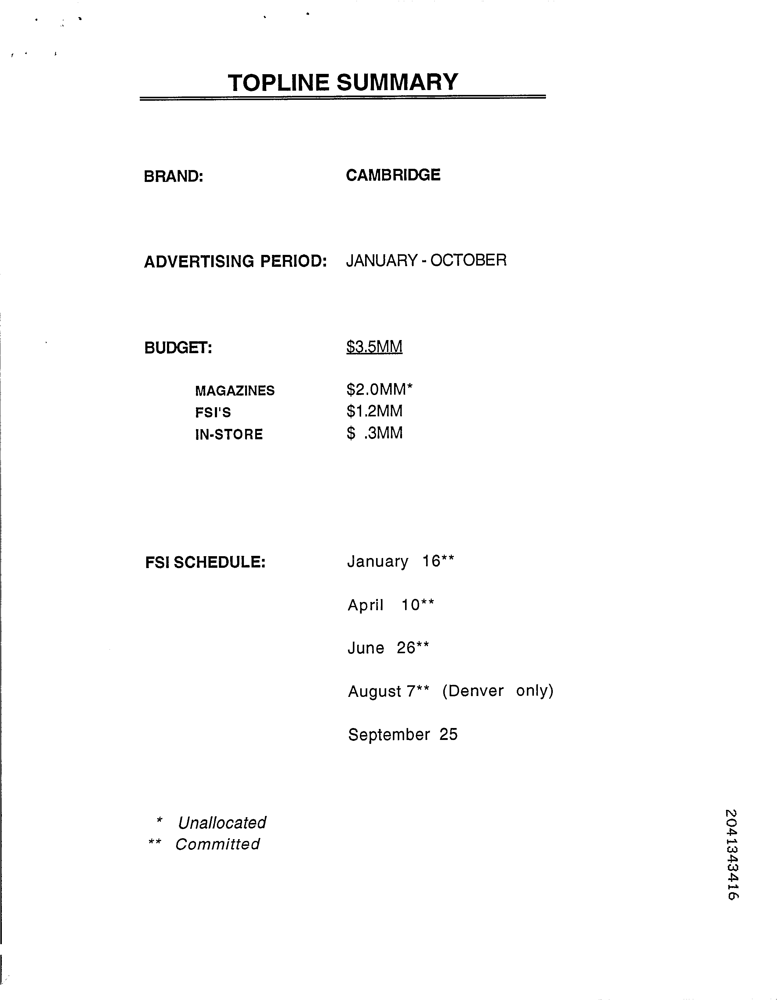 TOPLINE SUMMARY
BRAND: CAMBRIDGE
ADVERTISING PERIOD: JANUARY - OCTOBER
BUDGET: $3.5MM
MAGAZINES $2.0MM*
FSI'S $1.2MM
IN-STORE $ .3MM
FSI SCHEDULE: January 16**
April 10**
June 26**
August 7** (Denver only)
September 25
* Unallocated
** Committed
2041343416